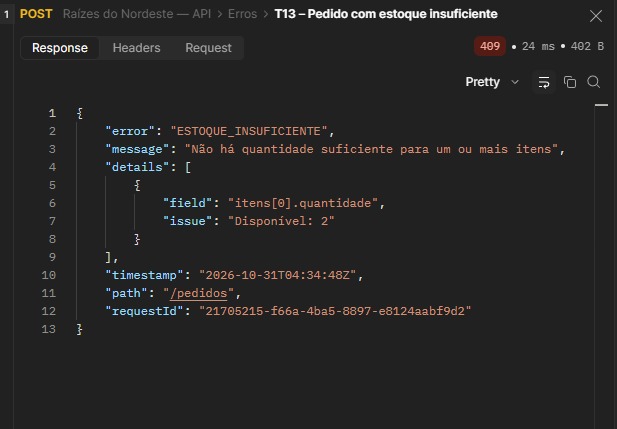 1 POST Raízes do Nordeste — API > Erros > T13 – Pedido com estoque insuficiente
Response Headers Request 409 • 24 ms • 402 B
Pretty
1 {
2 "error": "ESTOQUE_INSUFICIENTE",
3 "message": "Não há quantidade suficiente para um ou mais itens",
4 "details": [
5 {
6 "field": "itens[0].quantidade",
7 "issue": "Disponível: 2"
8 }
9 ],
10 "timestamp": "2026-10-31T04:34:48Z",
11 "path": "/pedidos",
12 "requestId": "21705215-f66a-4ba5-8897-e8124aabf9d2"
13 }